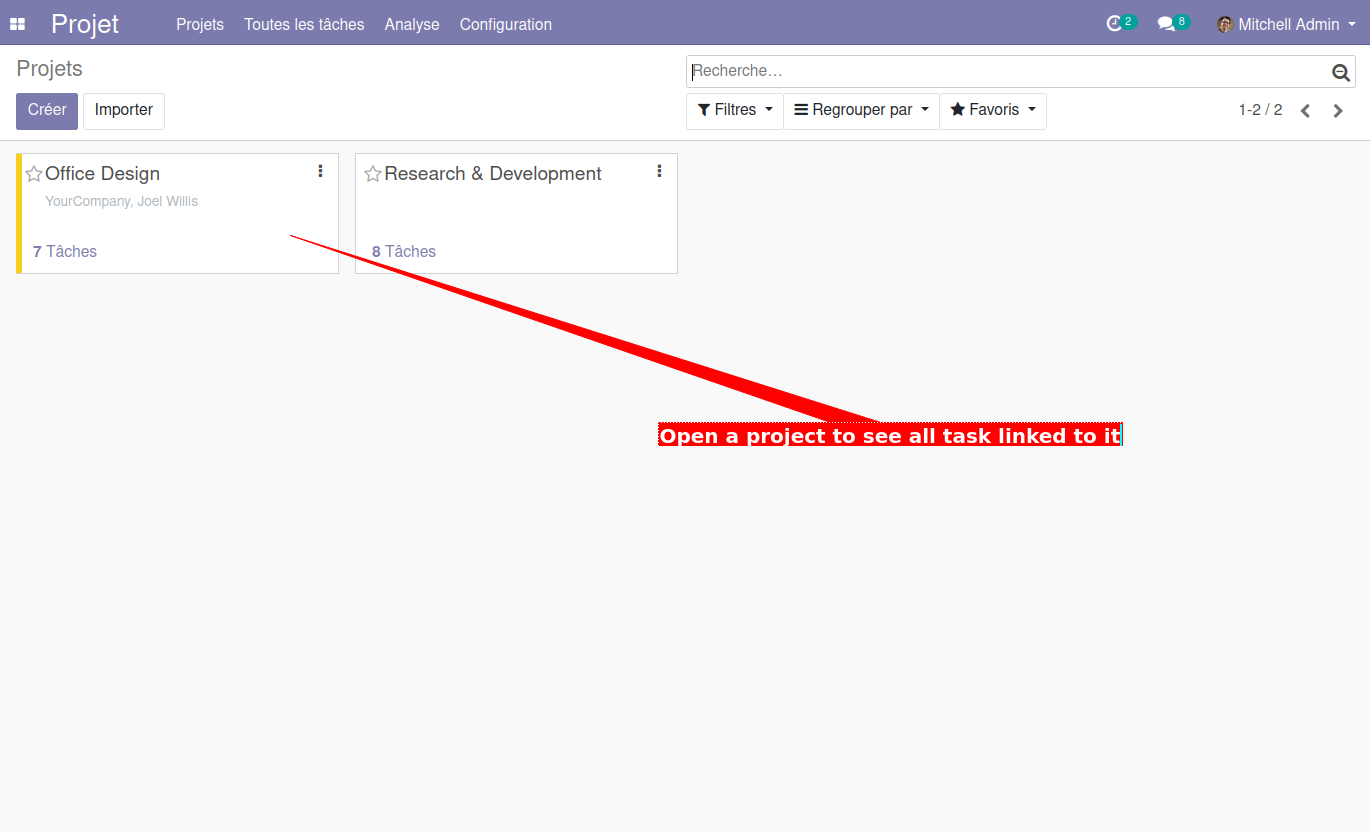 Projet Projets Toutes les tâches Analyse Configuration 2 8 Mitchell Admin
Projets
Recherche...
Créer Importer Filtres Regrouper par Favoris 1-2 / 2
Office Design Research & Development
YourCompany, Joel Willis
7 Tâches 8 Tâches
Open a project to see all task linked to it